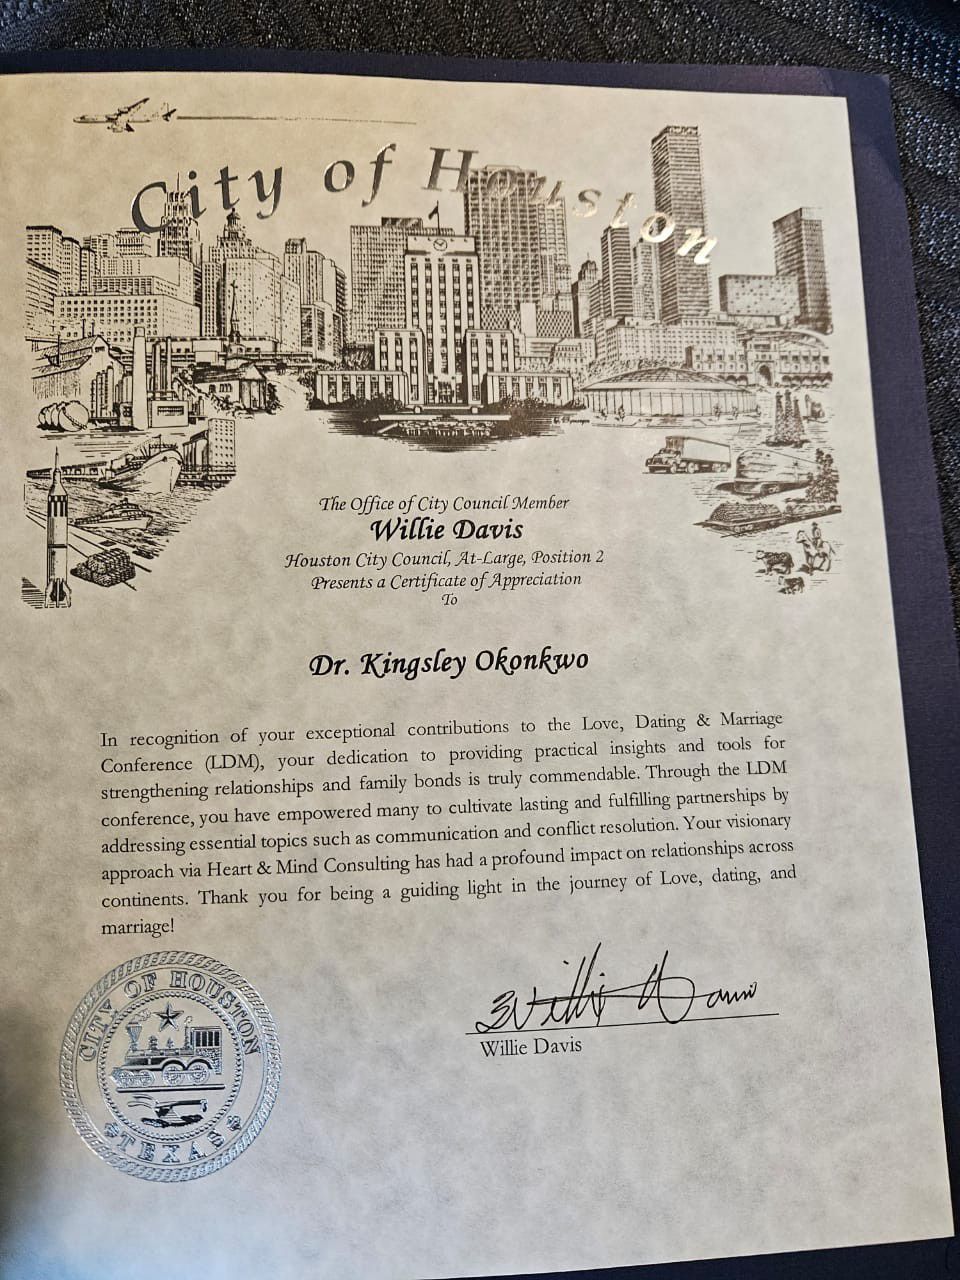 City of Houston
The Office of City Council Member
Willie Davis
Houston City Council, At-Large, Position 2
Presents a Certificate of Appreciation
To
Dr. Kingsley Okonkwo
In recognition of your exceptional contributions to the Love, Dating & Marriage
Conference (LDM), your dedication to providing practical insights and tools for
strengthening relationships and family bonds is truly commendable. Through the LDM
conference, you have empowered many to cultivate lasting and fulfilling partnerships by
addressing essential topics such as communication and conflict resolution. Your visionary
approach via Heart & Mind Consulting has had a profound impact on relationships across
continents. Thank you for being a guiding light in the journey of Love, dating, and
marriage!
Willie Davis
Willie Davis
CITY OF HOUSTON
TEXAS